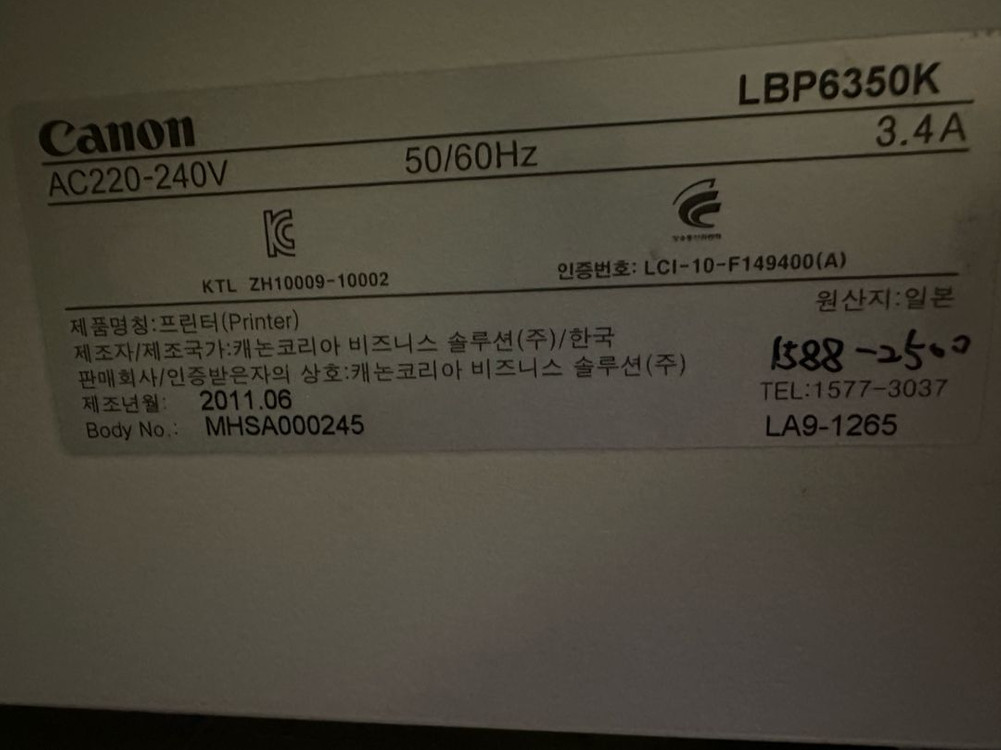 Canon LBP6350K
AC220-240V 50/60Hz 3.4A
KTL ZH10009-10002
인증번호: LCI-10-F149400(A)
원산지:일본
제품명칭:프린터(Printer)
제조자/제조국가:캐논코리아 비즈니스 솔루션(주)/한국
판매회사/인증받은자의 상호:캐논코리아 비즈니스 솔루션(주)
1588-2500
제조년월: 2011.06
TEL:1577-3037
Body No.: MHSA000245
LA9-1265